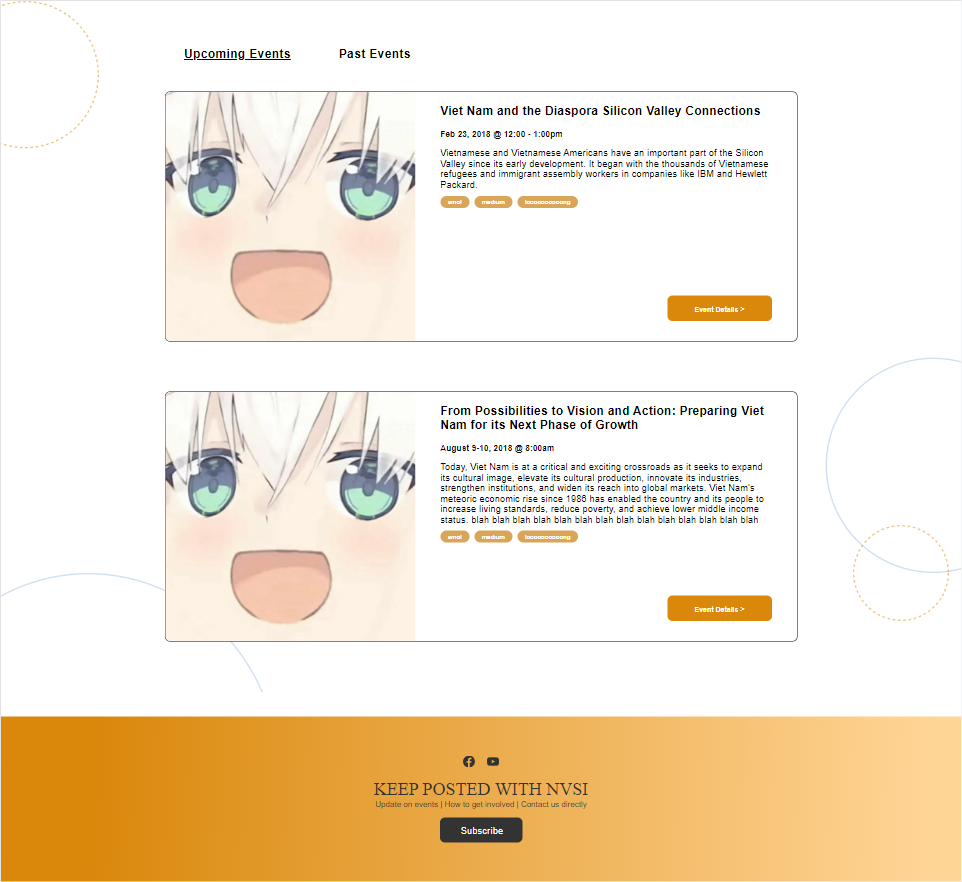 Upcoming Events Past Events
Viet Nam and the Diaspora Silicon Valley Connections
Feb 23, 2018 @ 12:00 - 1:00pm
Vietnamese and Vietnamese Americans have an important part of the Silicon
Valley since its early development. It began with the thousands of Vietnamese
refugees and immigrant assembly workers in companies like IBM and Hewlett
Packard.
smol medium
Event Details >
From Possibilities to Vision and Action: Preparing Viet
Nam for its Next Phase of Growth
August 9-10, 2018 @ 8:00am
Today, Viet Nam is at a critical and exciting crossroads as it seeks to expand
its cultural image, elevate its cultural production, innovate its industries,
strengthen institutions, and widen its reach into global markets. Viet Nam's
meteoric economic rise since 1986 has enabled the country and its people to
increase living standards, reduce poverty, and achieve lower middle income
status. blah blah blah blah blah blah blah blah blah blah blah blah blah blah
smol medium
Event Details >
KEEP POSTED WITH NVSI
Update on events | How to get involved | Contact us directly
Subscribe